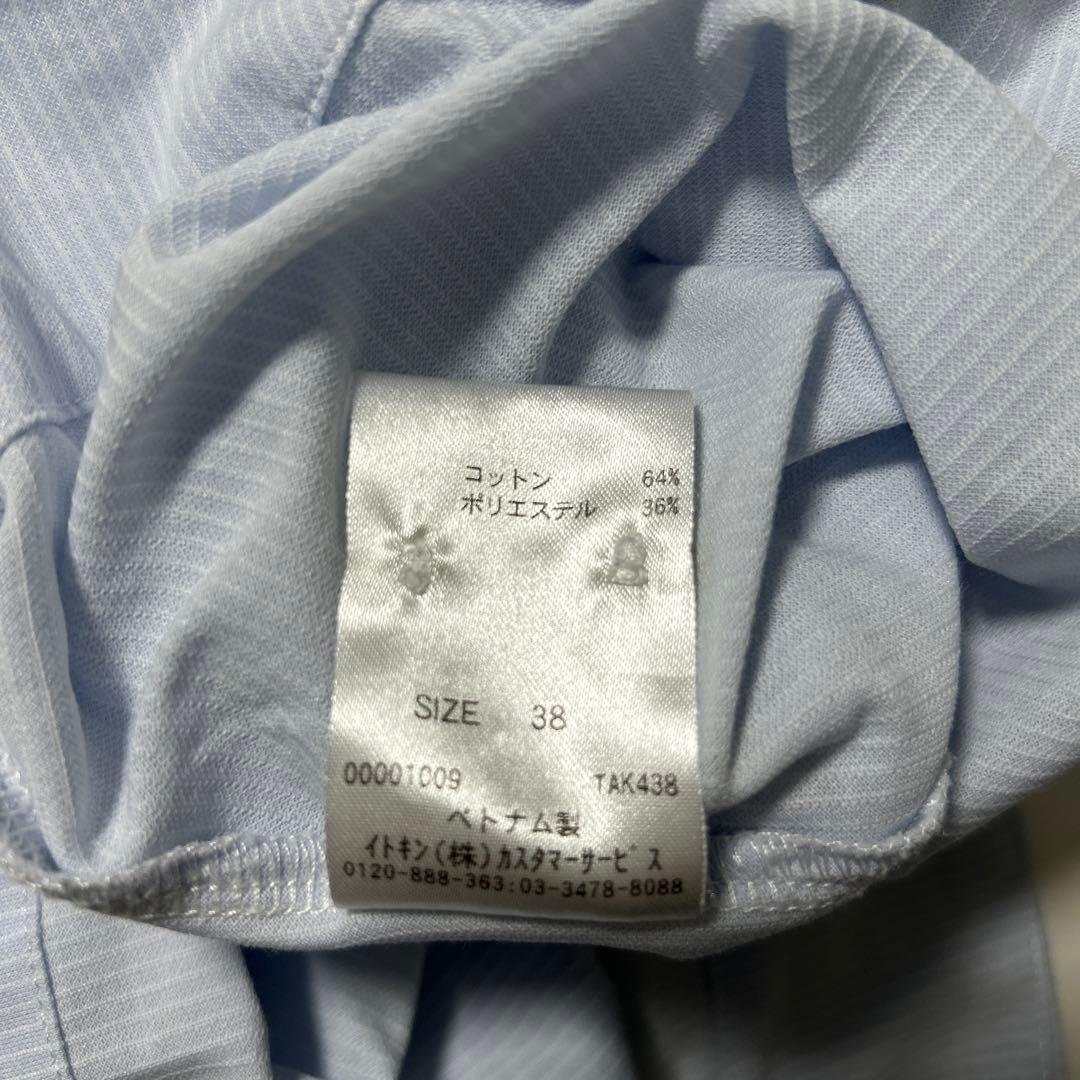 コットン 64%
ポリエステル 36%
SIZE 38
00001009 TAK438
ベトナム製
イトキン(株)カスタマーサービス
0120-888-363:03-3478-8088